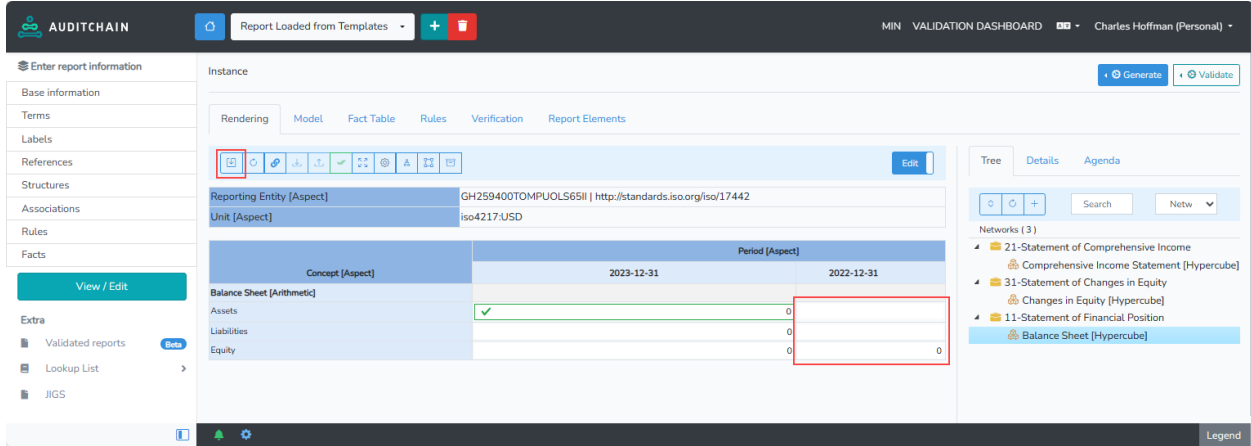 AUDITCHAIN
Report Loaded from Templates
MIN VALIDATION DASHBOARD Charles Hoffman (Personal)
Enter report information
Base information
Terms
Labels
References
Structures
Associations
Rules
Facts
View / Edit
Extra
Validated reports Beta
Lookup List
JIGS
Instance
Generate Validate
Rendering Model Fact Table Rules Verification Report Elements
Edit
Reporting Entity [Aspect] GH259400TOMPUOLS65II | http://standards.iso.org/iso/17442
Unit [Aspect] iso4217:USD
Period [Aspect]
Concept [Aspect] 2023-12-31 2022-12-31
Balance Sheet [Arithmetic]
Assets 0
Liabilities 0
Equity 0 0
Tree Details Agenda
Search Netw
Networks ( 3 )
21-Statement of Comprehensive Income
Comprehensive Income Statement [Hypercube]
31-Statement of Changes in Equity
Changes in Equity [Hypercube]
11-Statement of Financial Position
Balance Sheet [Hypercube]
Legend